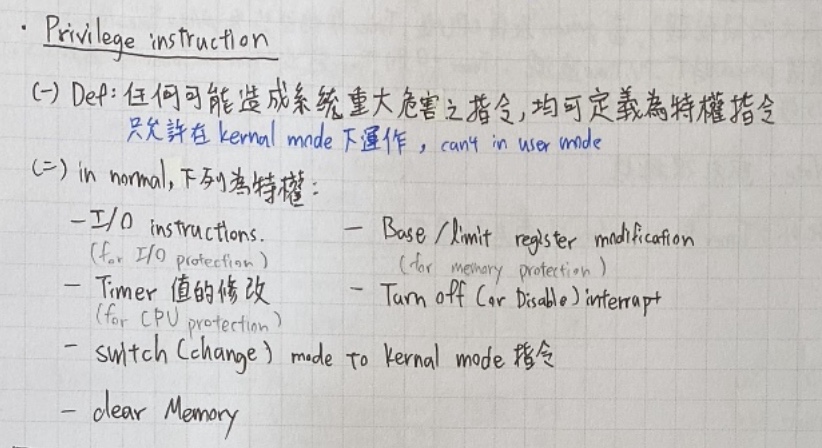 · Privilege instruction
(一) Def: 任何可能造成系統重大危害之指令,均可定義為特權指令
只允許在 kernal mode 下運作, can't in user mode
(二) in normal, 下列為特權:
- I/O instructions. - Base/limit register modification
(for I/O protection) (for memory protection)
- Timer 值的修改 - Turn off (or Disable) interrupt
(for CPU protection)
- switch (change) mode to kernal mode 指令
- clear Memory